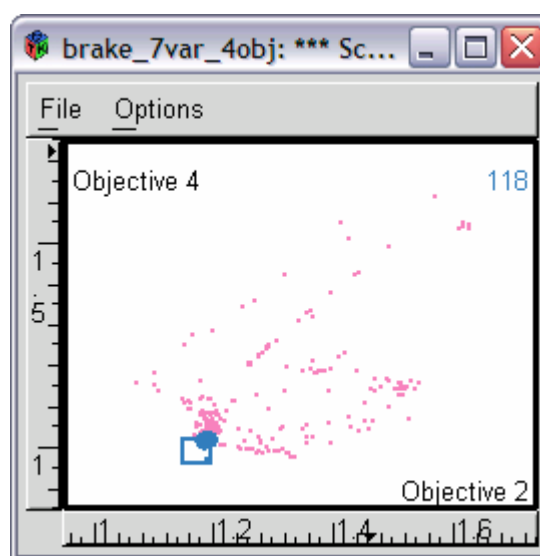 brake_7var_4obj: *** Sc...
File Options
Objective 4
118
1
.5
1
Objective 2
1 1.2 1.4 1.6